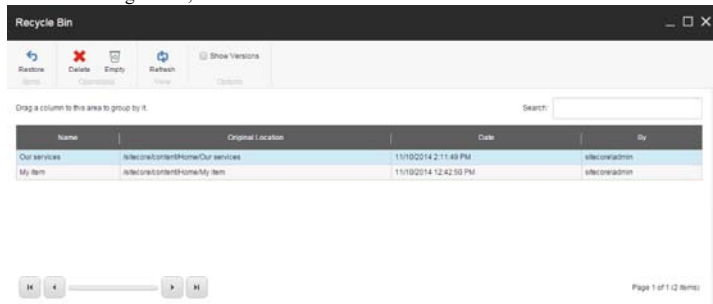 Recycle Bin
Restore Delete Empty Refresh Show Versions
Items Operations View Options
Drag a column to this area to group by it. Search:
Name Original Location Date By
Our services /sitecore/content/Home/Our services 11/10/2014 2:11:49 PM sitecore\admin
My item /sitecore/content/Home/My item 11/10/2014 12:42:50 PM sitecore\admin
Page 1 of 1 (2 items)